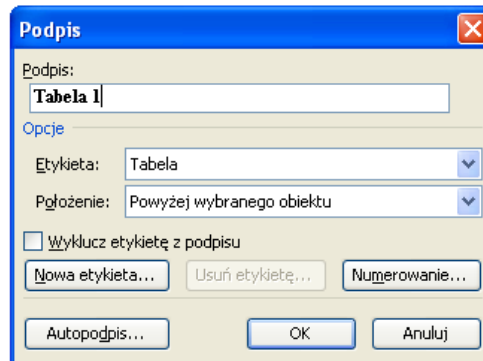 Podpis
Podpis:
Tabela 1
Opcje
Etykieta: Tabela
Położenie: Powyżej wybranego obiektu
Wyklucz etykietę z podpisu
Nowa etykieta... Usuń etykietę... Numerowanie...
Autopodpis... OK Anuluj